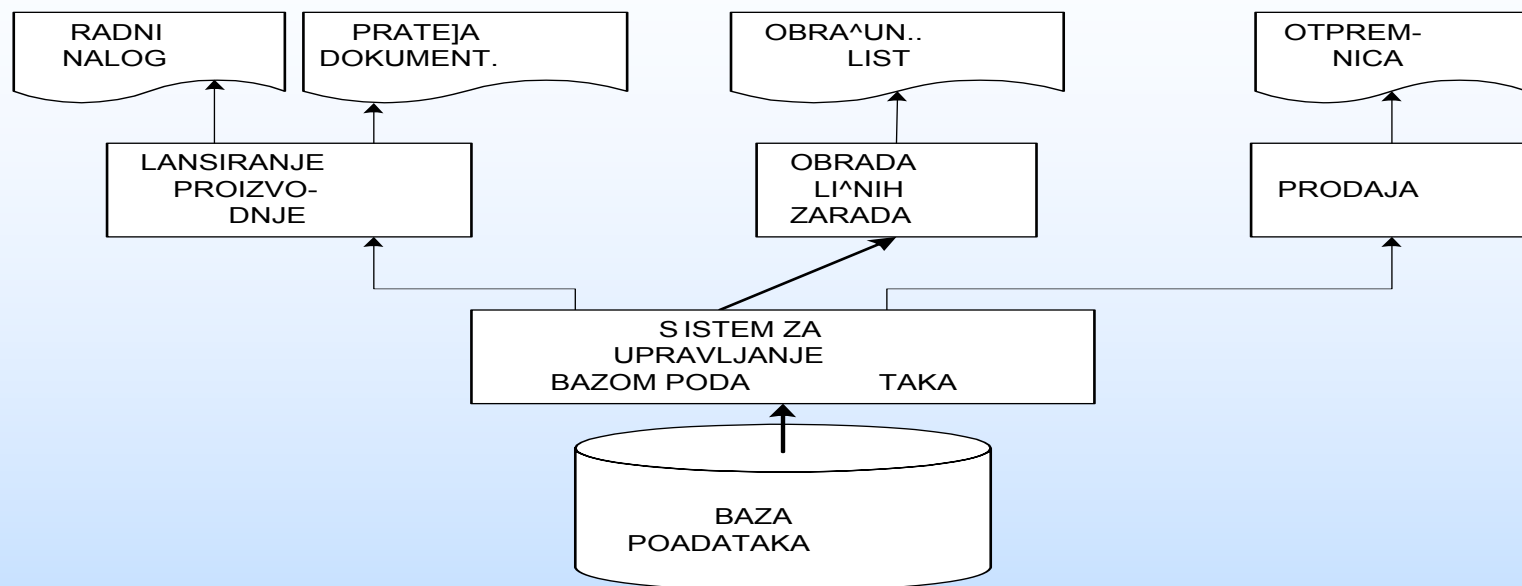 RADNI
NALOG
PRATE]A
DOKUMENT.
OBRA^UN..
LIST
OTPREM-
NICA
LANSIRANJE
PROIZVO-
DNJE
OBRADA
LI^NIH
ZARADA
PRODAJA
S ISTEM ZA
UPRAVLJANJE
BAZOM PODA TAKA
BAZA
POADATAKA